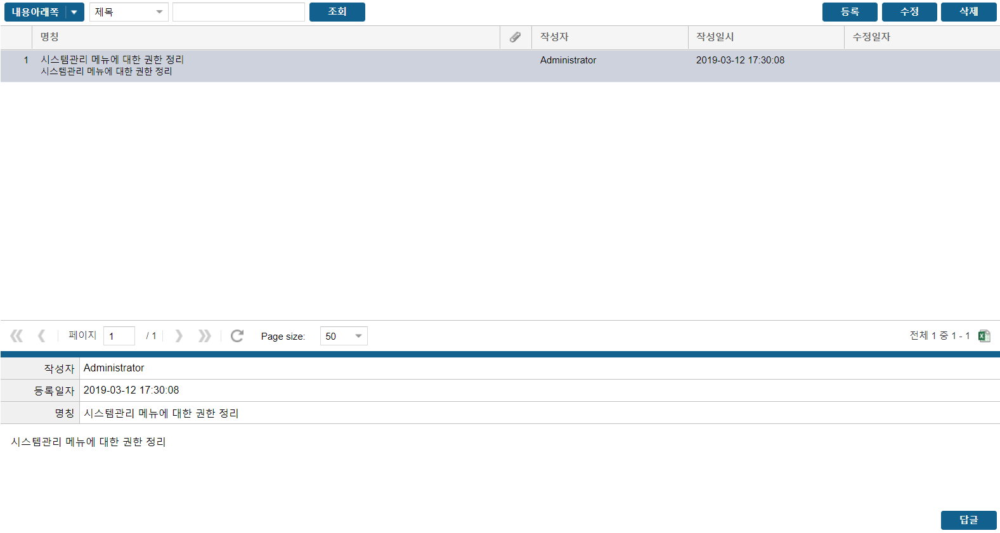 내용아래쪽 제목 조회 등록 수정 삭제
명칭 작성자 작성일시 수정일자
1 시스템관리 메뉴에 대한 권한 정리 Administrator 2019-03-12 17:30:08
시스템관리 메뉴에 대한 권한 정리
페이지 1 / 1 Page size: 50 전체 1 중 1 - 1
작성자 Administrator
등록일자 2019-03-12 17:30:08
명칭 시스템관리 메뉴에 대한 권한 정리
시스템관리 메뉴에 대한 권한 정리
답글